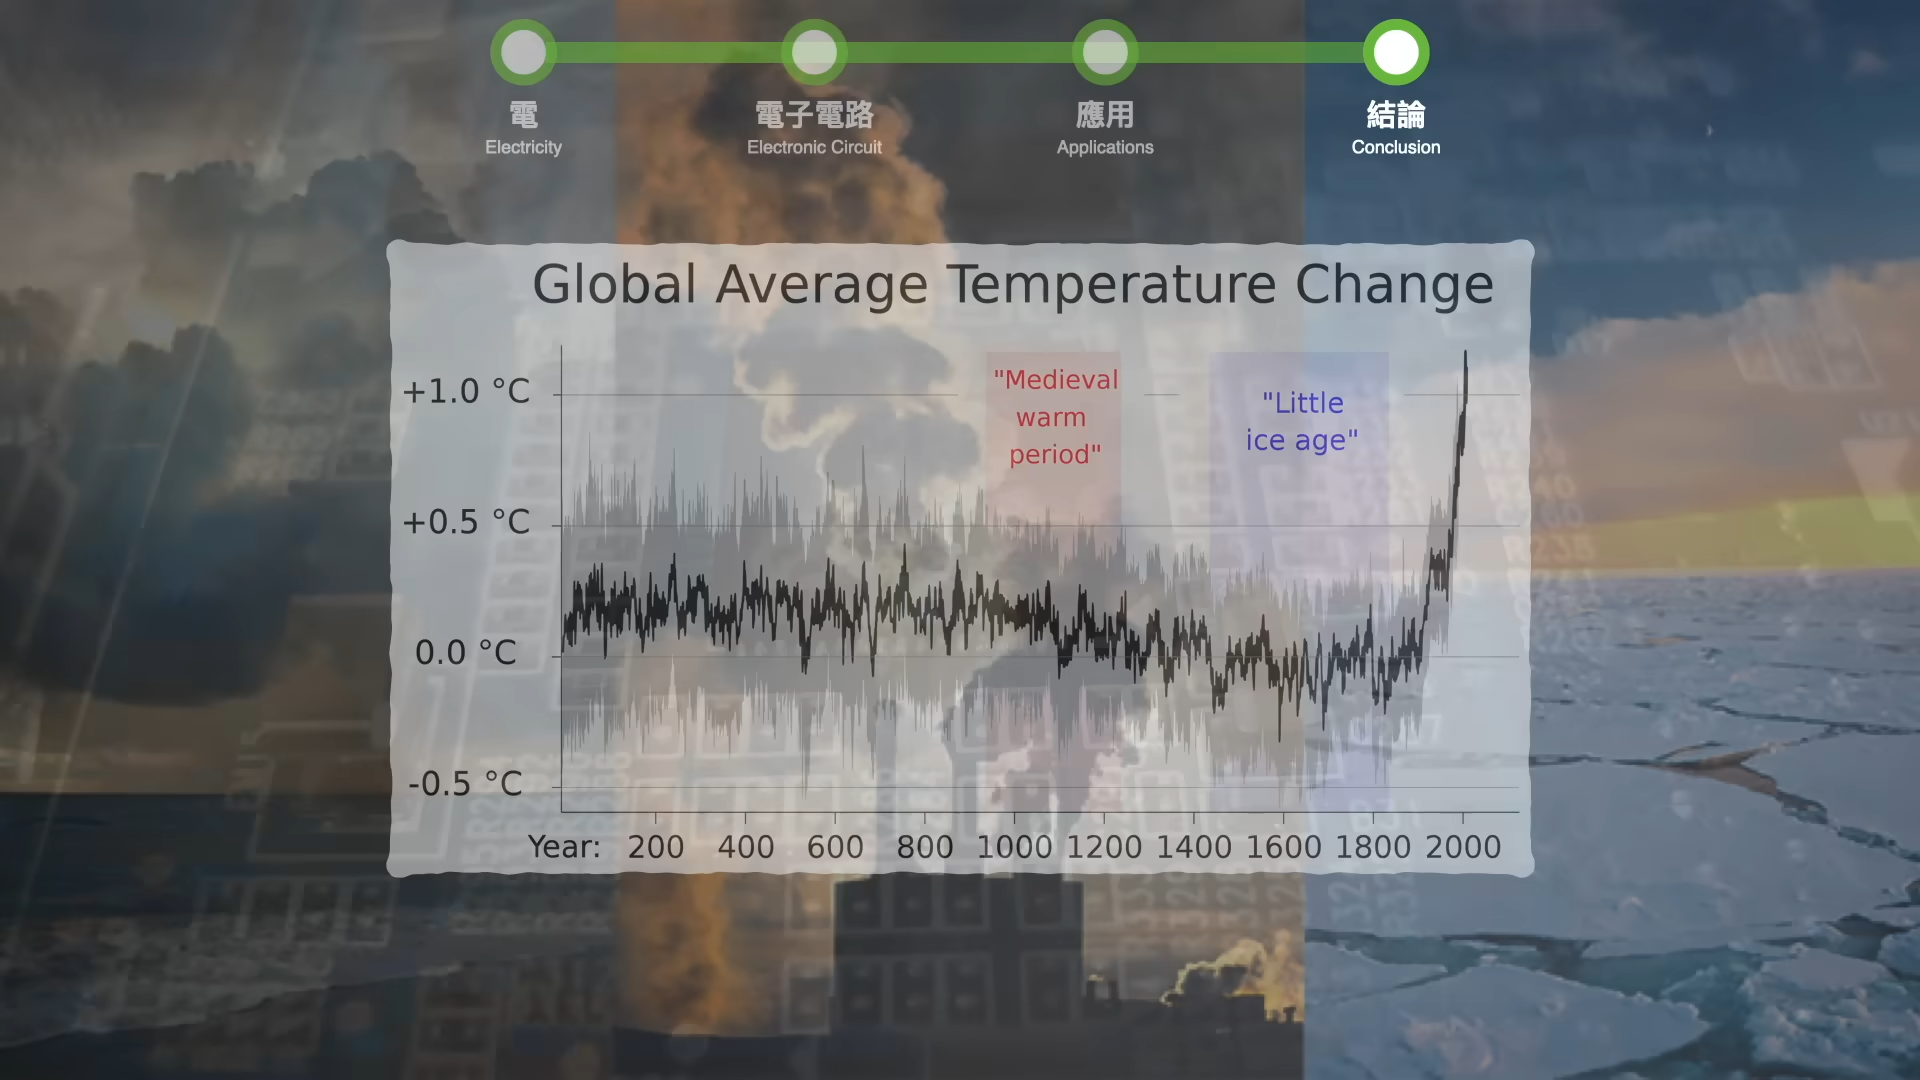 電
Electricity
電子電路
Electronic Circuit
應用
Applications
結論
Conclusion
Global Average Temperature Change
+1.0 °C
+0.5 °C
0.0 °C
-0.5 °C
"Medieval
warm
period"
"Little
ice age"
Year: 200 400 600 800 1000 1200 1400 1600 1800 2000